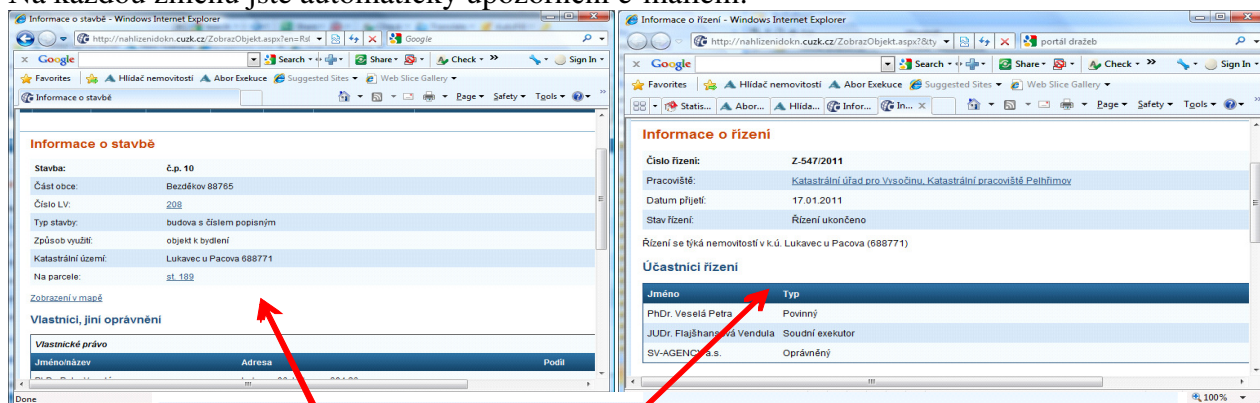 Na každou změnu jste automaticky upozorněni e-mailem.
Informace o stavbě - Windows Internet Explorer
http://nahlizenidokn.cuzk.cz/ZobrazObjekt.aspx?en=Rsf
Google
Google
Search
Share
Check
Sign In
Favorites
Hlídač nemovitostí
Abor Exekuce
Suggested Sites
Web Slice Gallery
Informace o stavbě
Page
Safety
Tools
Informace o stavbě
Stavba: č.p. 10
Část obce: Bezděkov 88765
Číslo LV: 208
Typ stavby: budova s číslem popisným
Způsob využití: objekt k bydlení
Katastrální území: Lukavec u Pacova 688771
Na parcele: st. 189
Zobrazení v mapě
Vlastníci, jiní oprávnění
Vlastnické právo
Jméno/název Adresa Podíl
Done
Informace o řízení - Windows Internet Explorer
http://nahlizenidokn.cuzk.cz/ZobrazObjekt.aspx?&ty
portál dražeb
Google
Search
Share
Check
Sign In
Favorites
Hlídač nemovitostí
Abor Exekuce
Suggested Sites
Web Slice Gallery
Statis...
Abor...
Hlída...
Infor...
In...
Page
Safety
Tools
Informace o řízení
Číslo řízení: Z-547/2011
Pracoviště: Katastrální úřad pro Vysočinu, Katastrální pracoviště Pelhřimov
Datum přijetí: 17.01.2011
Stav řízení: Řízení ukončeno
Řízení se týká nemovitostí v k.ú. Lukavec u Pacova (688771)
Účastníci řízení
Jméno Typ
PhDr. Veselá Petra Povinný
JUDr. Flajšhansová Vendula Soudní exekutor
SV-AGENCY a.s. Oprávněný
100%